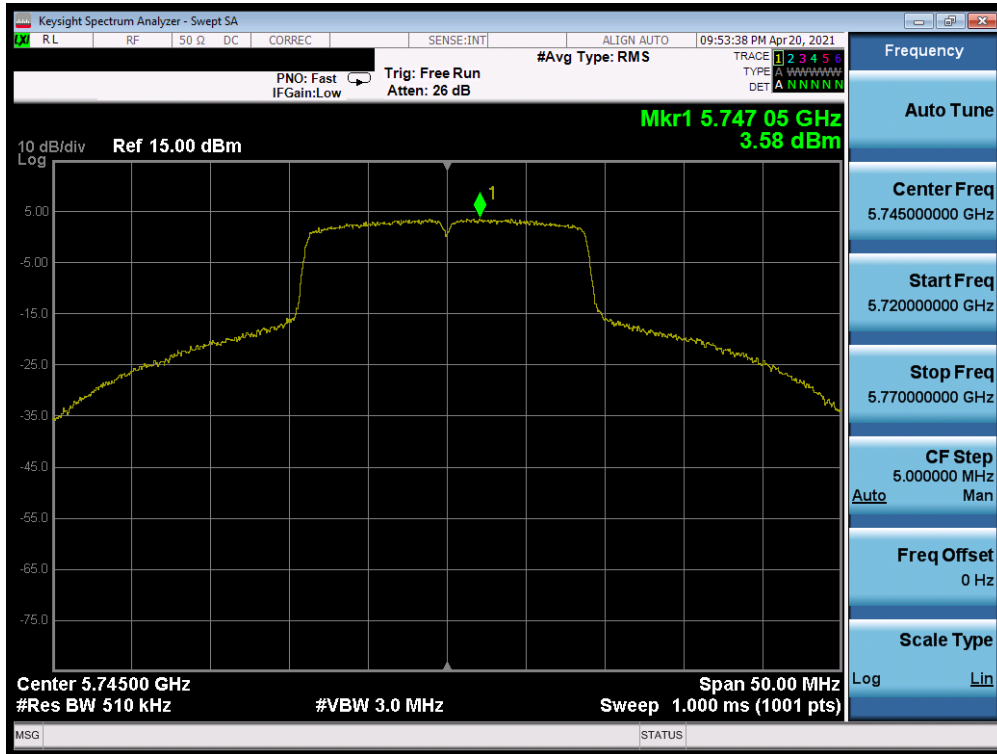 Keysight Spectrum Analyzer - Swept SA
LXI RL RF 50 Ω DC CORREC SENSE:INT ALIGN AUTO 09:53:38 PM Apr 20, 2021
#Avg Type: RMS
TRACE 1 2 3 4 5 6
PNO: Fast Trig: Free Run
TYPE A WWWWW
IFGain:Low Atten: 26 dB
DET A N N N N N
Mkr1 5.747 05 GHz
3.58 dBm
10 dB/div Ref 15.00 dBm
Log
1
5.00
-5.00
-15.0
-25.0
-35.0
-45.0
-55.0
-65.0
-75.0
Center 5.74500 GHz Span 50.00 MHz
#Res BW 510 kHz #VBW 3.0 MHz Sweep 1.000 ms (1001 pts)
MSG STATUS
Frequency
Auto Tune
Center Freq
5.745000000 GHz
Start Freq
5.720000000 GHz
Stop Freq
5.770000000 GHz
CF Step
5.000000 MHz
Auto Man
Freq Offset
0 Hz
Scale Type
Log Lin